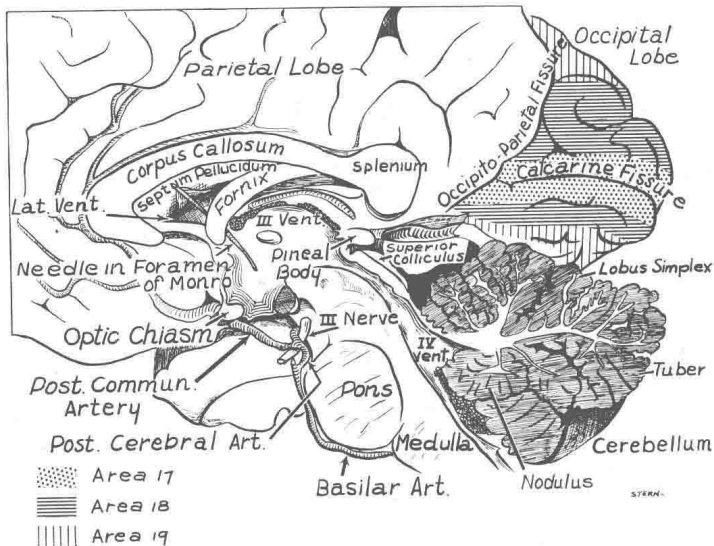 Occipital
Lobe
Parietal Lobe
Occipito-Parietal Fissure
Corpus Callosum
Splenium
Septum Pellucidum
Fornix
Calcarine Fissure
Lat. Vent.
III Vent.
Pineal
Body
Superior
Colliculus
Needle in Foramen
of Monro
Lobus Simplex
Optic Chiasm
III Nerve
IV
Vent.
Post. Commun.
Artery
Pons
Tuber
Post. Cerebral Art.
Medulla
Cerebellum
Basilar Art.
Nodulus
STERN-
Area 17
Area 18
Area 19